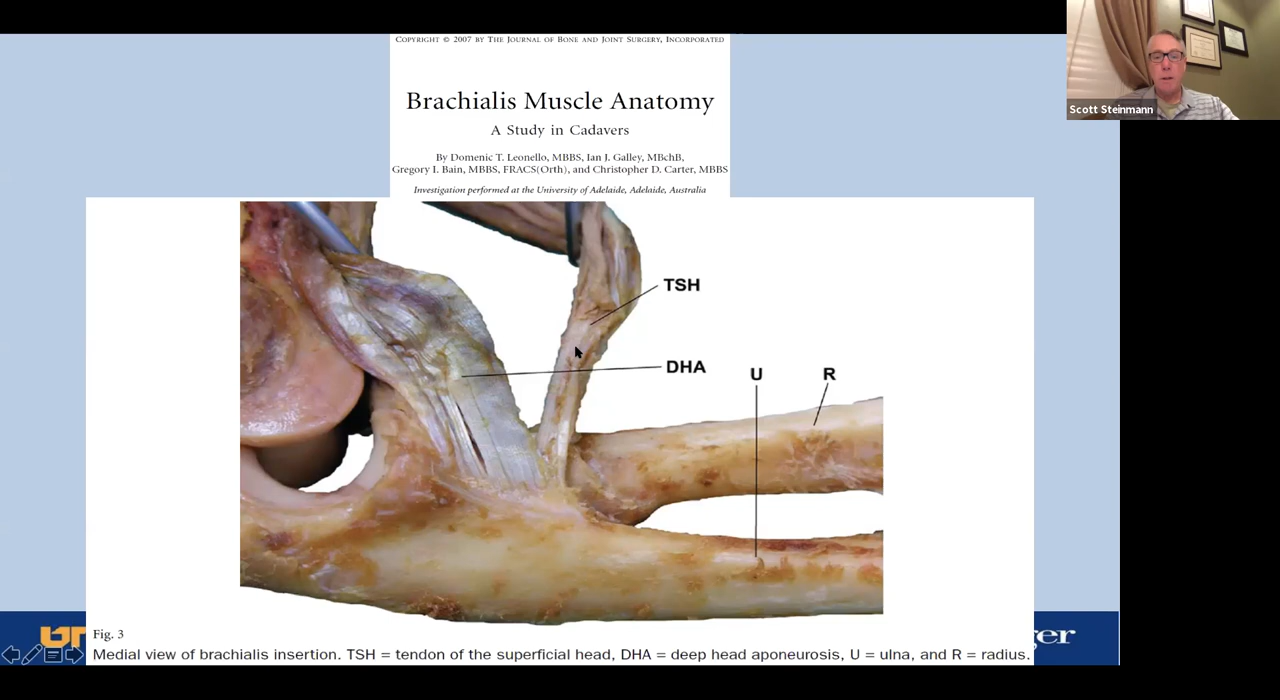 COPYRIGHT © 2007 BY THE JOURNAL OF BONE AND JOINT SURGERY, INCORPORATED
Brachialis Muscle Anatomy
A Study in Cadavers
By Domenic T. Leonello, MBBS, Ian J. Galley, MBchB,
Gregory I. Bain, MBBS, FRACS(Orth), and Christopher D. Carter, MBBS
Investigation performed at the University of Adelaide, Adelaide, Australia
Scott Steinmann
TSH
DHA
U
R
Fig. 3
Medial view of brachialis insertion. TSH = tendon of the superficial head, DHA = deep head aponeurosis, U = ulna, and R = radius.